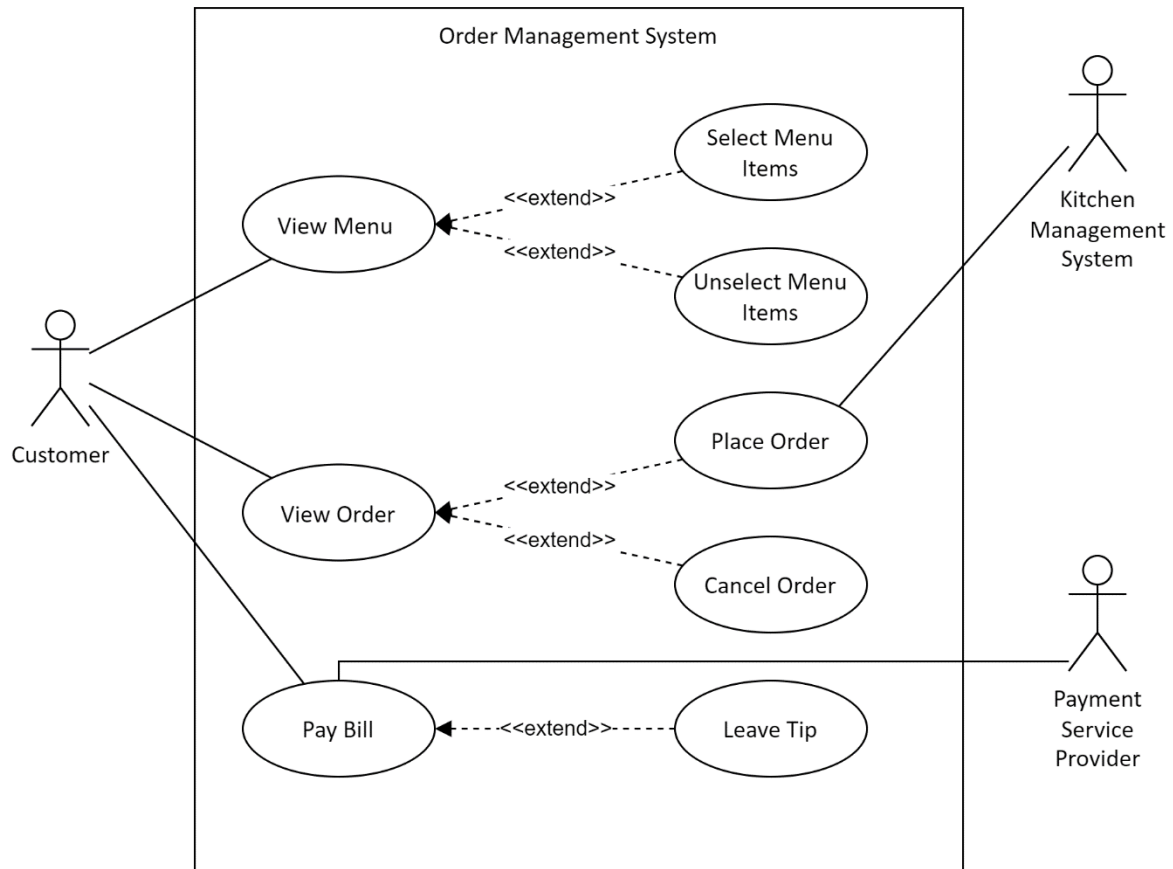 Order Management System
Select Menu
Items
<<extend>>
View Menu
<<extend>>
Unselect Menu
Items
Kitchen
Management
System
Customer
Place Order
<<extend>>
View Order
<<extend>>
Cancel Order
Pay Bill
<<extend>>
Leave Tip
Payment
Service
Provider